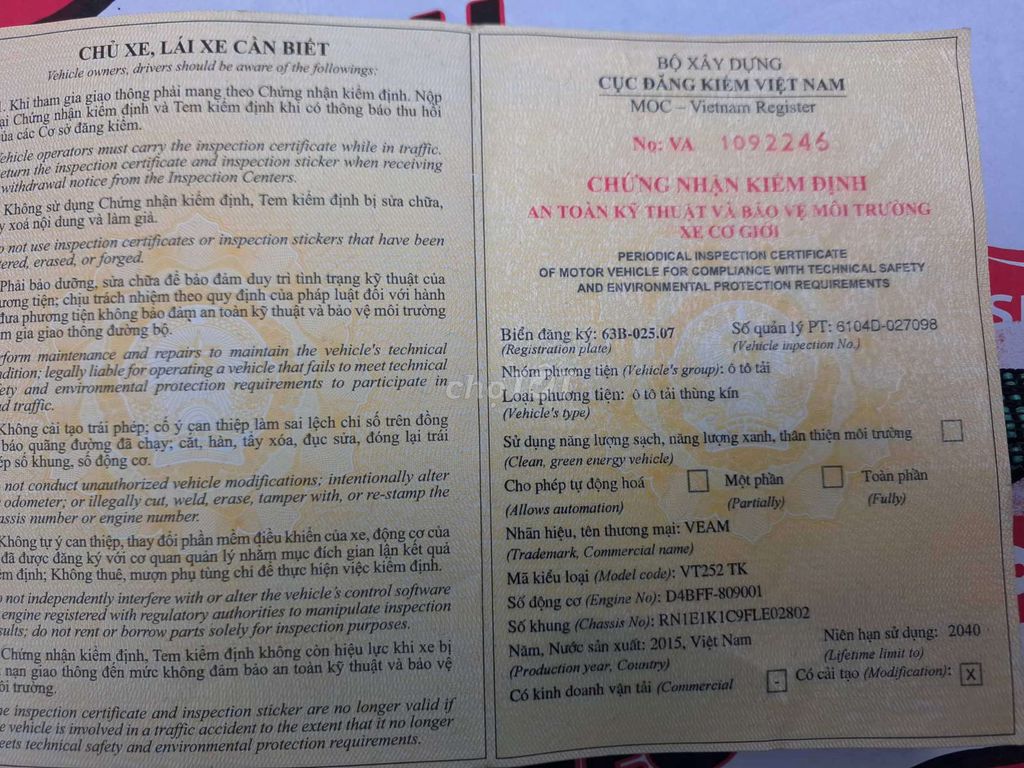 CHỦ XE, LÁI XE CẦN BIẾT
Vehicle owners, drivers should be aware of the followings:
1. Khi tham gia giao thông phải mang theo Chứng nhận kiểm định. Nộp
lại Chứng nhận kiểm định và Tem kiểm định khi có thông báo thu hồi
của các Cơ sở đăng kiểm.
ehicle operators must carry the inspection certificate while in traffic.
eturn the inspection certificate and inspection sticker when receiving
withdrawal notice from the Inspection Centers.
Không sử dụng Chứng nhận kiểm định, Tem kiểm định bị sửa chữa,
y xoá nội dung và làm giả.
o not use inspection certificates or inspection stickers that have been
tered, erased, or forged.
Phải bảo dưỡng, sửa chữa để bảo đảm duy trì tình trạng kỹ thuật của
ương tiện; chịu trách nhiệm theo quy định của pháp luật đối với hành
đưa phương tiện không bảo đảm an toàn kỹ thuật và bảo vệ môi trường
m gia giao thông đường bộ.
rform maintenance and repairs to maintain the vehicle's technical
ndition; legally liable for operating a vehicle that fails to meet technical
fety and environmental protection requirements to participate in
ad traffic.
Không cải tạo trái phép; cố ý can thiệp làm sai lệch chỉ số trên đồng
báo quãng đường đã chạy; cắt, hàn, tẩy xóa, đục sửa, đóng lại trái
ép số khung, số động cơ.
not conduct unauthorized vehicle modifications; intentionally alter
odometer; or illegally cut, weld, erase, tamper with, or re-stamp the
assis number or engine number.
Không tự ý can thiệp, thay đổi phần mềm điều khiển của xe, động cơ của
đã được đăng ký với cơ quan quản lý nhằm mục đích gian lận kết quả
ểm định; Không thuê, mượn phụ tùng chỉ để thực hiện việc kiểm định.
o not independently interfere with or alter the vehicle's control software
engine registered with regulatory authorities to manipulate inspection
sults; do not rent or borrow parts solely for inspection purposes.
Chứng nhận kiểm định, Tem kiểm định không còn hiệu lực khi xe bị
nạn giao thông đến mức không đảm bảo an toàn kỹ thuật và bảo vệ
ôi trường.
e inspection certificate and inspection sticker are no longer valid if
e vehicle is involved in a traffic accident to the extent that it no longer
eets technical safety and environmental protection requirements.
BỘ XÂY DỰNG
CỤC ĐĂNG KIỂM VIỆT NAM
MOC – Vietnam Register
No: VA 1092246
CHỨNG NHẬN KIỂM ĐỊNH
AN TOÀN KỸ THUẬT VÀ BẢO VỆ MÔI TRƯỜNG
XE CƠ GIỚI
PERIODICAL INSPECTION CERTIFICATE
OF MOTOR VEHICLE FOR COMPLIANCE WITH TECHNICAL SAFETY
AND ENVIRONMENTAL PROTECTION REQUIREMENTS
Biển đăng ký: 63B-025.07 Số quản lý PT: 6104D-027098
(Registration plate) (Vehicle inpection No.)
Nhóm phương tiện (Vehicle's group): ô tô tải
Loại phương tiện: ô tô tải thùng kín
(Vehicle's type)
Sử dụng năng lượng sạch, năng lượng xanh, thân thiện môi trường
(Clean, green energy vehicle)
Cho phép tự động hoá Một phần Toàn phần
(Allows automation) (Partially) (Fully)
Nhãn hiệu, tên thương mại: VEAM
(Trademark, Commercial name)
Mã kiểu loại (Model code): VT252 TK
Số động cơ (Engine No): D4BFF-809001
Số khung (Chassis No): RN1E1K1C9FLE02802
Năm, Nước sản xuất: 2015, Việt Nam Niên hạn sử dụng: 2040
(Production year, Country) (Lifetime limit to)
Có kinh doanh vận tải (Commercial - Có cải tạo (Modification): X